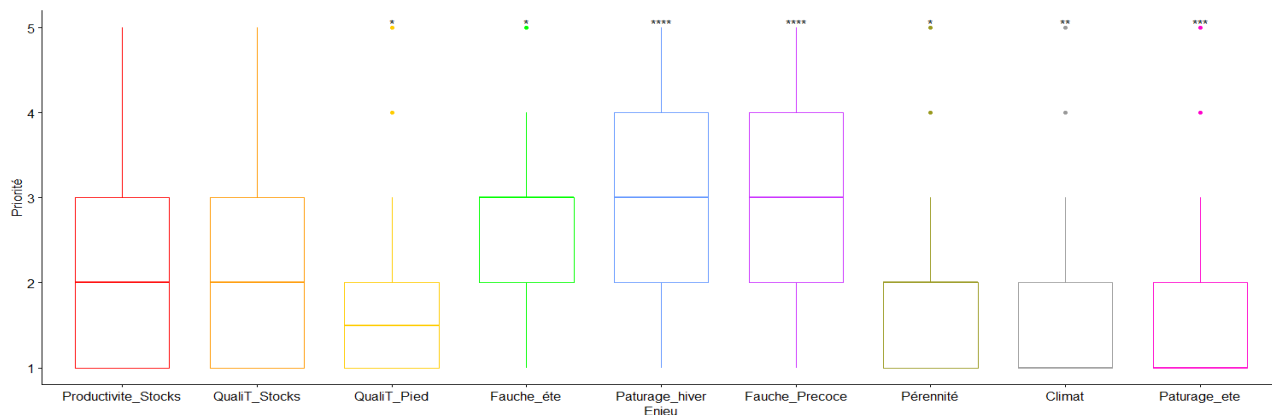 * * **** **** * ** ***
5
4
3
2
1
Priorité
Productivite_Stocks QualiT_Stocks QualiT_Pied Fauche_éte Paturage_hiver Fauche_Precoce Pérennité Climat Paturage_ete
Enjeu